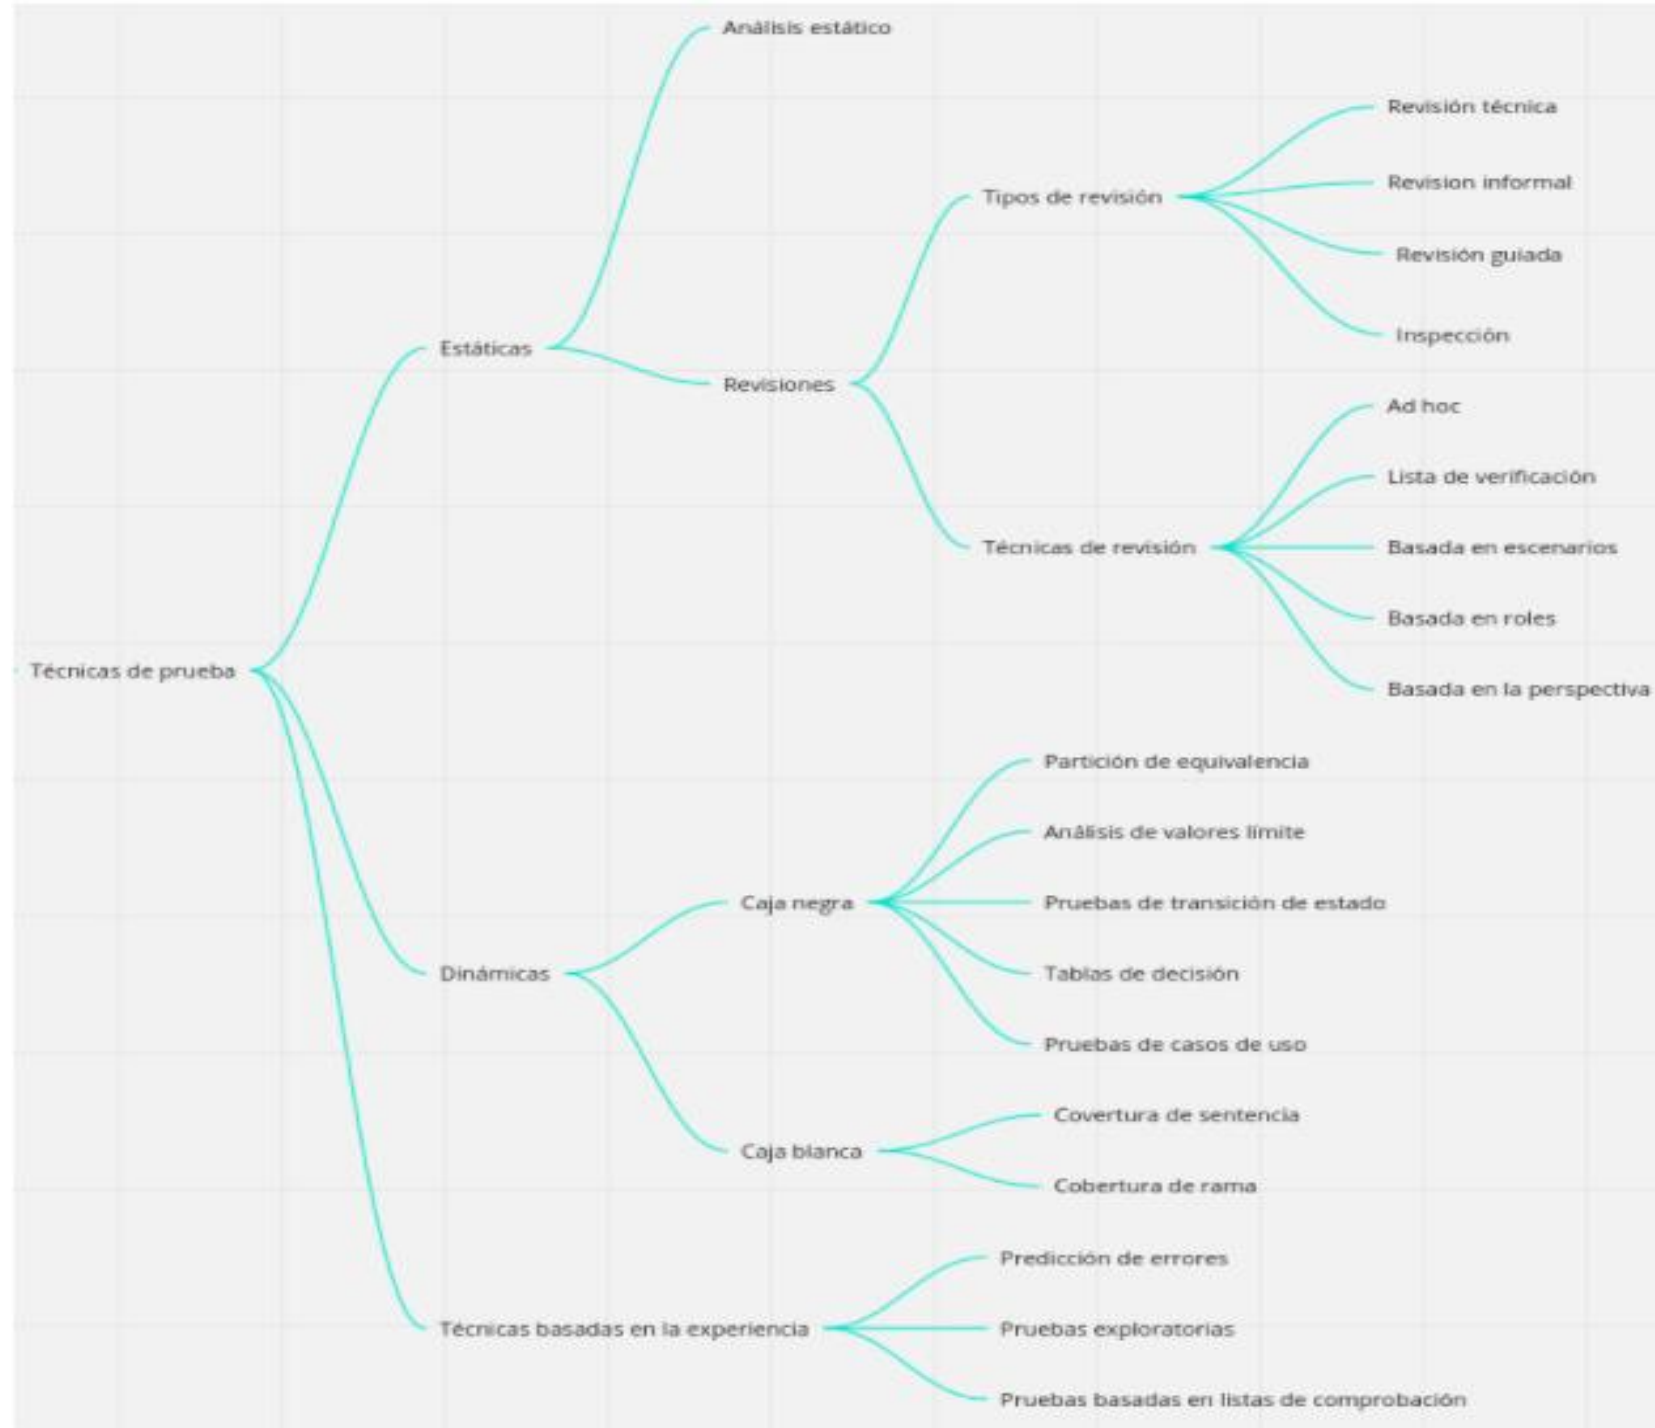 Técnicas de prueba
Estáticas
Análisis estático
Revisiones
Tipos de revisión
Revisión técnica
Revision informal
Revisión guiada
Inspección
Técnicas de revisión
Ad hoc
Lista de verificación
Basada en escenarios
Basada en roles
Basada en la perspectiva
Dinámicas
Caja negra
Partición de equivalencia
Análisis de valores límite
Pruebas de transición de estado
Tablas de decisión
Pruebas de casos de uso
Caja blanca
Covertura de sentencia
Cobertura de rama
Técnicas basadas en la experiencia
Predicción de errores
Pruebas exploratorias
Pruebas basadas en listas de comprobación